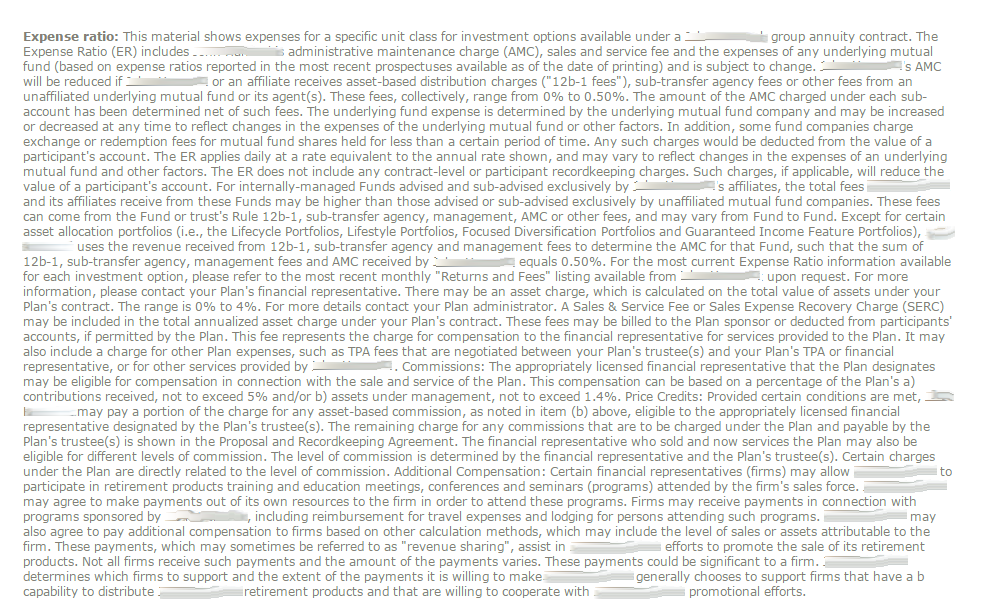 Expense ratio: This material shows expenses for a specific unit class for investment options available under a group annuity contract. The
Expense Ratio (ER) includes administrative maintenance charge (AMC), sales and service fee and the expenses of any underlying mutual
fund (based on expense ratios reported in the most recent prospectuses available as of the date of printing) and is subject to change. 's AMC
will be reduced if or an affiliate receives asset-based distribution charges ("12b-1 fees"), sub-transfer agency fees or other fees from an
unaffiliated underlying mutual fund or its agent(s). These fees, collectively, range from 0% to 0.50%. The amount of the AMC charged under each sub-
account has been determined net of such fees. The underlying fund expense is determined by the underlying mutual fund company and may be increased
or decreased at any time to reflect changes in the expenses of the underlying mutual fund or other factors. In addition, some fund companies charge
exchange or redemption fees for mutual fund shares held for less than a certain period of time. Any such charges would be deducted from the value of a
participant's account. The ER applies daily at a rate equivalent to the annual rate shown, and may vary to reflect changes in the expenses of an underlying
mutual fund and other factors. The ER does not include any contract-level or participant recordkeeping charges. Such charges, if applicable, will reduce the
value of a participant's account. For internally-managed Funds advised and sub-advised exclusively by 's affiliates, the total fees
and its affiliates receive from these Funds may be higher than those advised or sub-advised exclusively by unaffiliated mutual fund companies. These fees
can come from the Fund or trust's Rule 12b-1, sub-transfer agency, management, AMC or other fees, and may vary from Fund to Fund. Except for certain
asset allocation portfolios (i.e., the Lifecycle Portfolios, Lifestyle Portfolios, Focused Diversification Portfolios and Guaranteed Income Feature Portfolios),
uses the revenue received from 12b-1, sub-transfer agency and management fees to determine the AMC for that Fund, such that the sum of
12b-1, sub-transfer agency, management fees and AMC received by equals 0.50%. For the most current Expense Ratio information available
for each investment option, please refer to the most recent monthly "Returns and Fees" listing available from upon request. For more
information, please contact your Plan's financial representative. There may be an asset charge, which is calculated on the total value of assets under your
Plan's contract. The range is 0% to 4%. For more details contact your Plan administrator. A Sales & Service Fee or Sales Expense Recovery Charge (SERC)
may be included in the total annualized asset charge under your Plan's contract. These fees may be billed to the Plan sponsor or deducted from participants'
accounts, if permitted by the Plan. This fee represents the charge for compensation to the financial representative for services provided to the Plan. It may
also include a charge for other Plan expenses, such as TPA fees that are negotiated between your Plan's trustee(s) and your Plan's TPA or financial
representative, or for other services provided by . Commissions: The appropriately licensed financial representative that the Plan designates
may be eligible for compensation in connection with the sale and service of the Plan. This compensation can be based on a percentage of the Plan's a)
contributions received, not to exceed 5% and/or b) assets under management, not to exceed 1.4%. Price Credits: Provided certain conditions are met,
may pay a portion of the charge for any asset-based commission, as noted in item (b) above, eligible to the appropriately licensed financial
representative designated by the Plan's trustee(s). The remaining charge for any commissions that are to be charged under the Plan and payable by the
Plan's trustee(s) is shown in the Proposal and Recordkeeping Agreement. The financial representative who sold and now services the Plan may also be
eligible for different levels of commission. The level of commission is determined by the financial representative and the Plan's trustee(s). Certain charges
under the Plan are directly related to the level of commission. Additional Compensation: Certain financial representatives (firms) may allow to
participate in retirement products training and education meetings, conferences and seminars (programs) attended by the firm's sales force.
may agree to make payments out of its own resources to the firm in order to attend these programs. Firms may receive payments in connection with
programs sponsored by , including reimbursement for travel expenses and lodging for persons attending such programs. may
also agree to pay additional compensation to firms based on other calculation methods, which may include the level of sales or assets attributable to the
firm. These payments, which may sometimes be referred to as "revenue sharing", assist in efforts to promote the sale of its retirement
products. Not all firms receive such payments and the amount of the payments varies. These payments could be significant to a firm.
determines which firms to support and the extent of the payments it is willing to make. generally chooses to support firms that have a b
capability to distribute retirement products and that are willing to cooperate with promotional efforts.